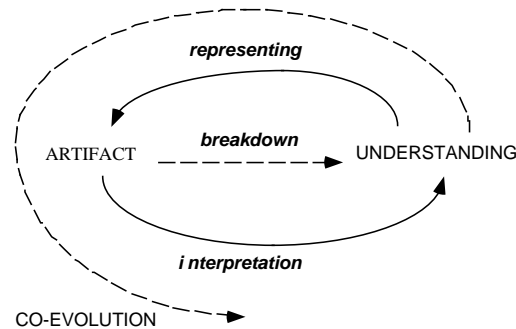 representing
breakdown
ARTIFACT
UNDERSTANDING
i nterpretation
CO-EVOLUTION